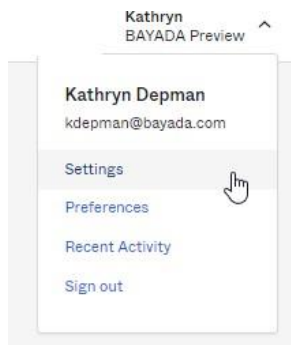 Kathryn
BAYADA Preview
Kathryn Depman
kdepman@bayada.com
Settings
Preferences
Recent Activity
Sign out